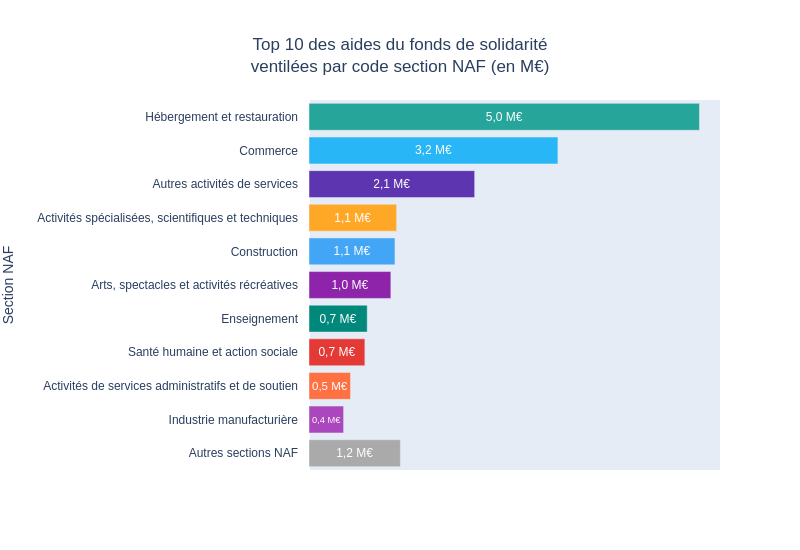 Top 10 des aides du fonds de solidarité
ventilées par code section NAF (en M€)
Section NAF
Hébergement et restauration 5,0 M€
Commerce 3,2 M€
Autres activités de services 2,1 M€
Activités spécialisées, scientifiques et techniques 1,1 M€
Construction 1,1 M€
Arts, spectacles et activités récréatives 1,0 M€
Enseignement 0,7 M€
Santé humaine et action sociale 0,7 M€
Activités de services administratifs et de soutien 0,5 M€
Industrie manufacturière 0,4 M€
Autres sections NAF 1,2 M€